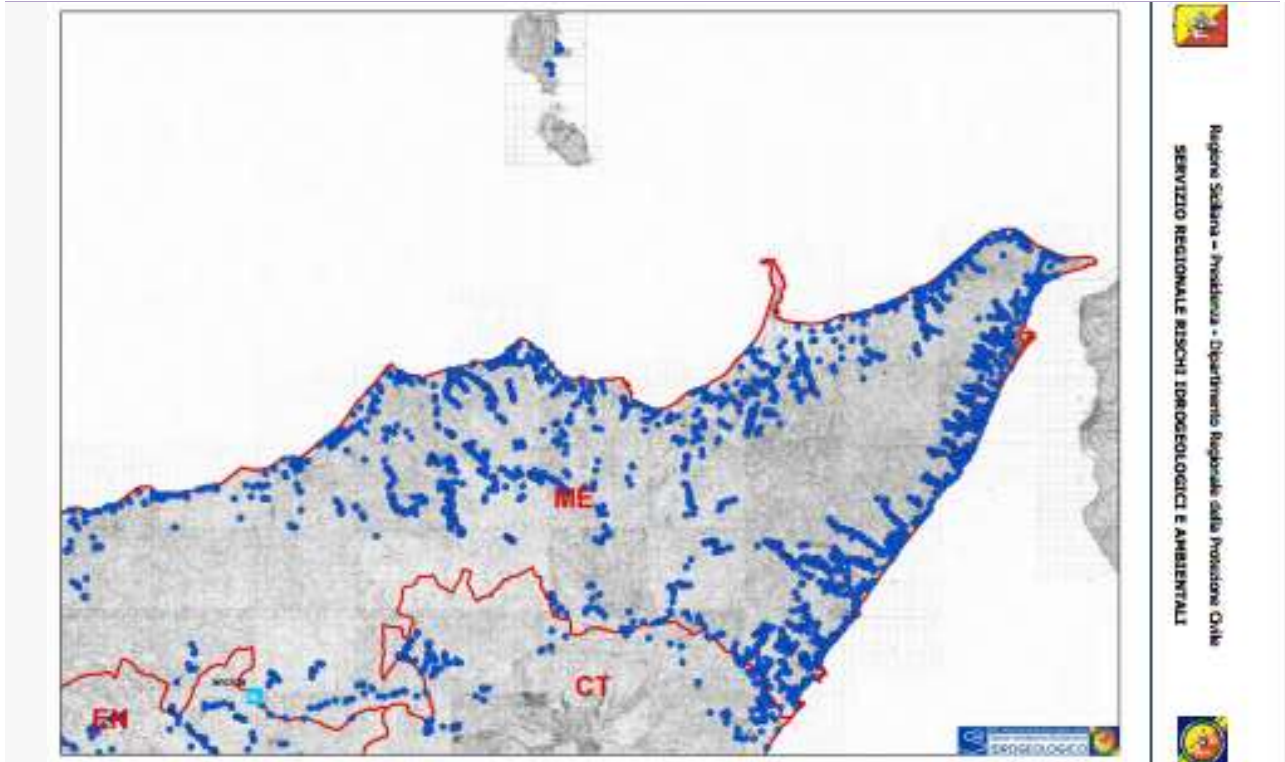 ME
CT
EN
IDROGEOLOGICO
Regione Siciliana – Presidenza - Dipartimento Regionale della Protezione Civile
SERVIZIO REGIONALE RISCHI IDROGEOLOGICI E AMBIENTALI